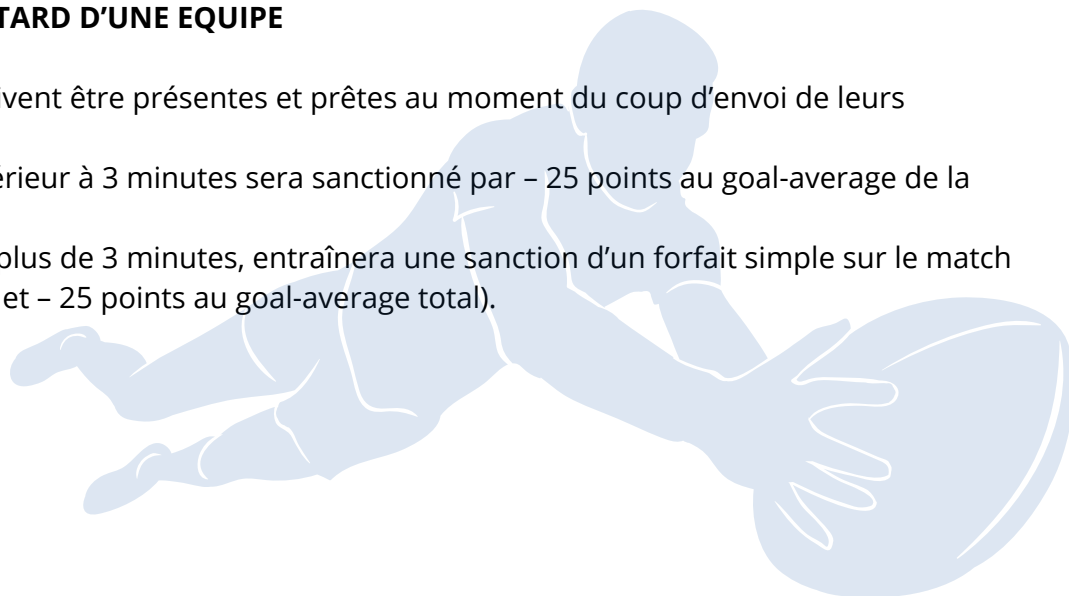 TARD D’UNE EQUIPE
ivent être présentes et prêtes au moment du coup d’envoi de leurs
érieur à 3 minutes sera sanctionné par – 25 points au goal-average de la
plus de 3 minutes, entraînera une sanction d’un forfait simple sur le match
et – 25 points au goal-average total).